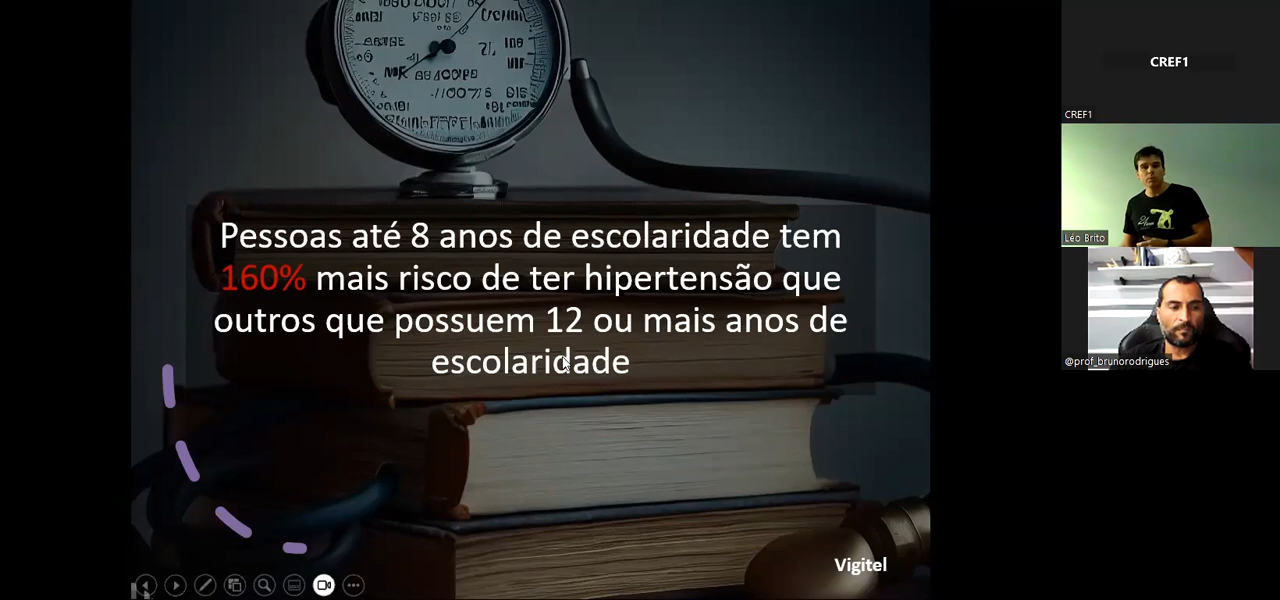 Pessoas até 8 anos de escolaridade tem
160% mais risco de ter hipertensão que
outros que possuem 12 ou mais anos de
escolaridade
Vigitel
CREF1
CREF1
Léo Brito
@prof_brunorodrigues